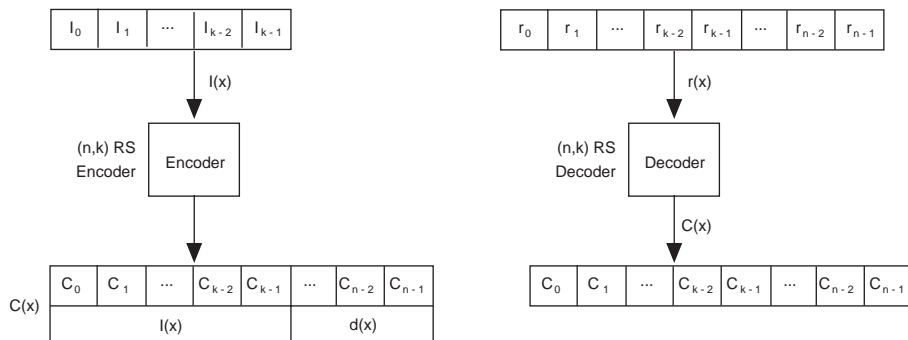 I0 I1 ... Ik-2 Ik-1
I(x)
(n,k) RS
Encoder
Encoder
C0 C1 ... Ck-2 Ck-1 ... Cn-2 Cn-1
C(x)
I(x) d(x)
r0 r1 ... rk-2 rk-1 ... rn-2 rn-1
r(x)
(n,k) RS
Decoder
Decoder
C(x)
C0 C1 ... Ck-2 Ck-1 ... Cn-2 Cn-1